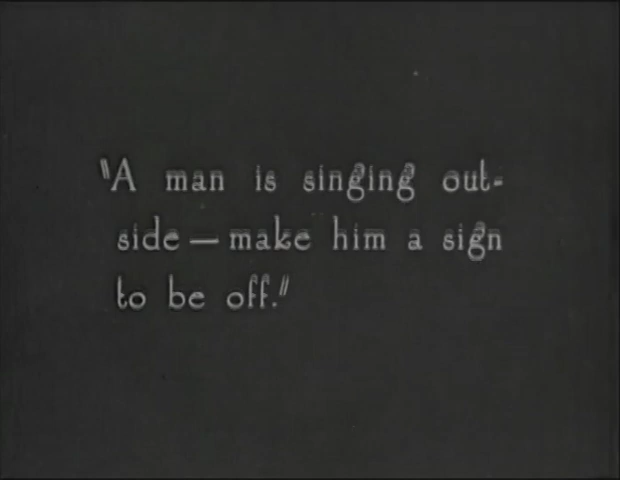 "A man is singing out-
side — make him a sign
to be off."